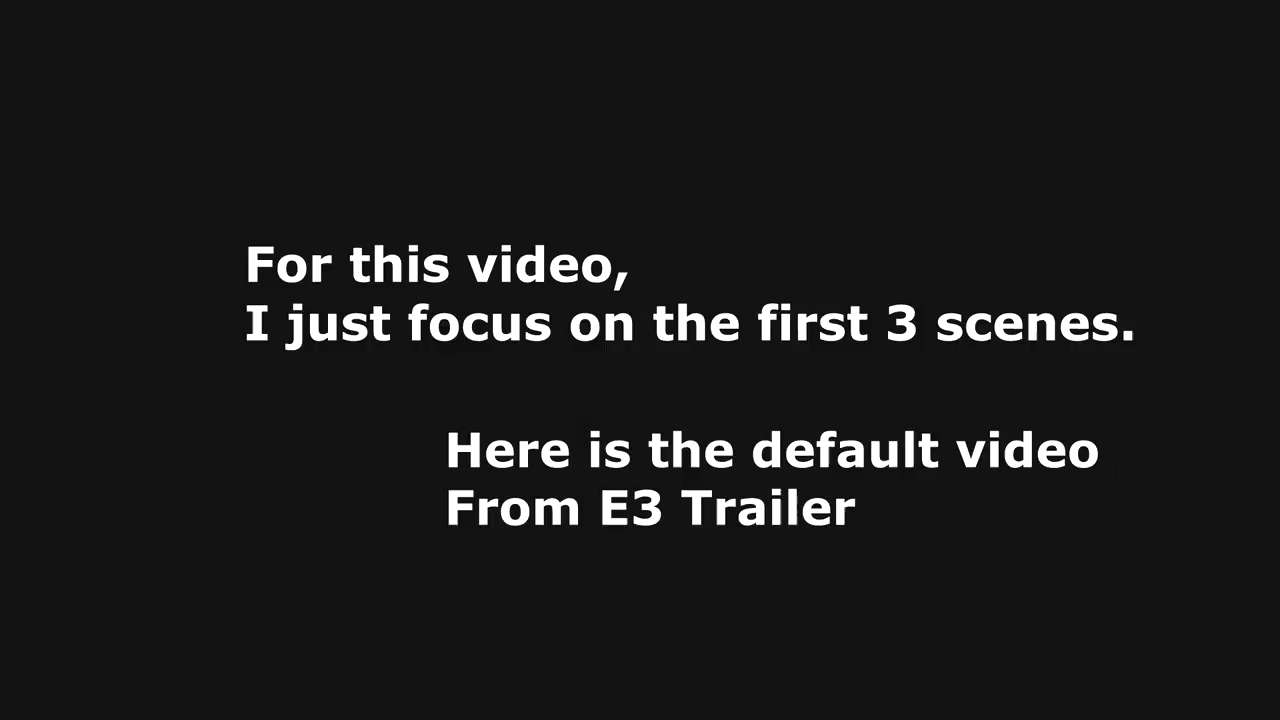 For this video,
I just focus on the first 3 scenes.
Here is the default video
From E3 Trailer